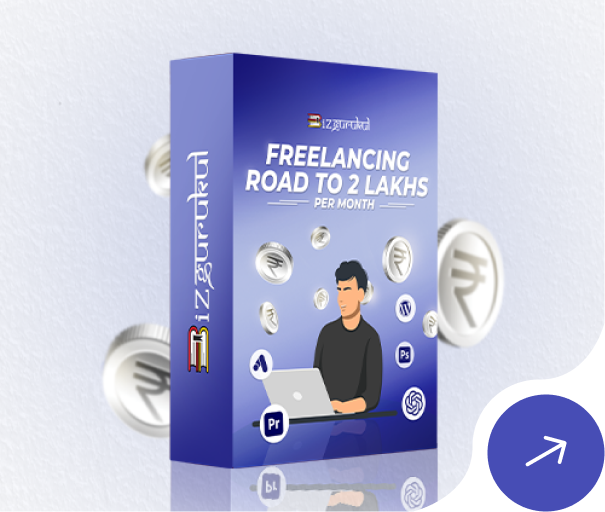 Bizgurukul
FREELANCING
ROAD TO 2 LAKHS
PER MONTH
Bizgurukul
₹
₹
₹
₹
Ps
Pr